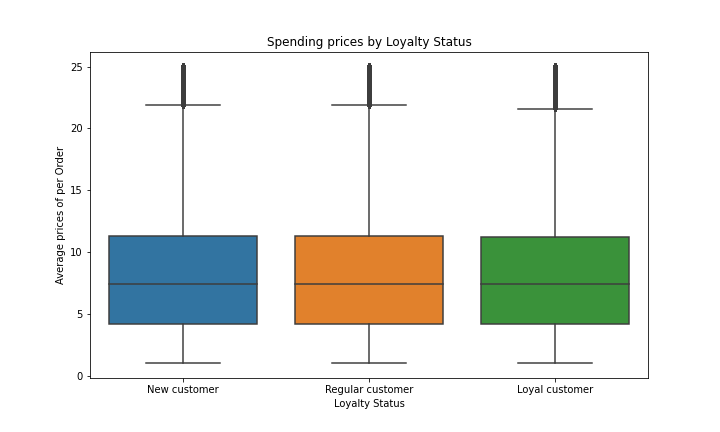 Spending prices by Loyalty Status
Average prices of per Order
25
20
15
10
5
0
New customer
Regular customer
Loyal customer
Loyalty Status